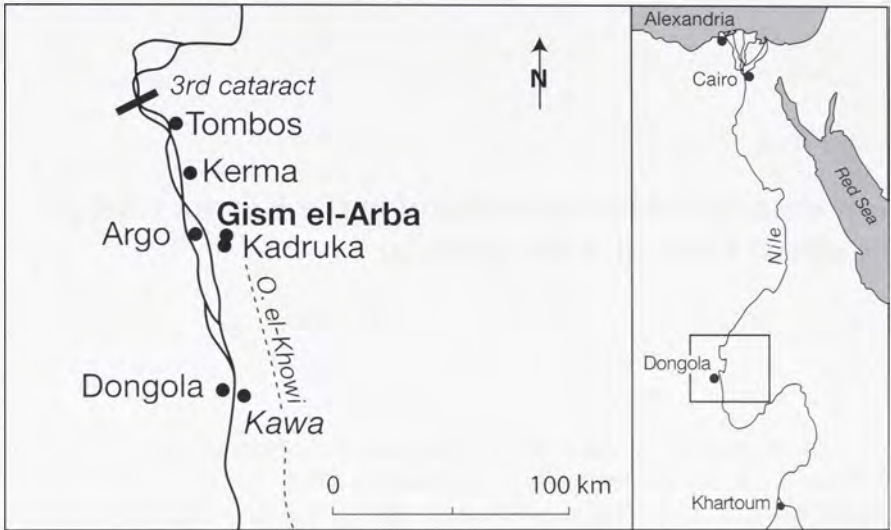 3rd cataract
N
Tombos
Kerma
Gism el-Arba
Argo
Kadruka
O. el-Khowi
Dongola
Kawa
0 100 km
Alexandria
Cairo
Red Sea
Nile
Dongola
Khartoum